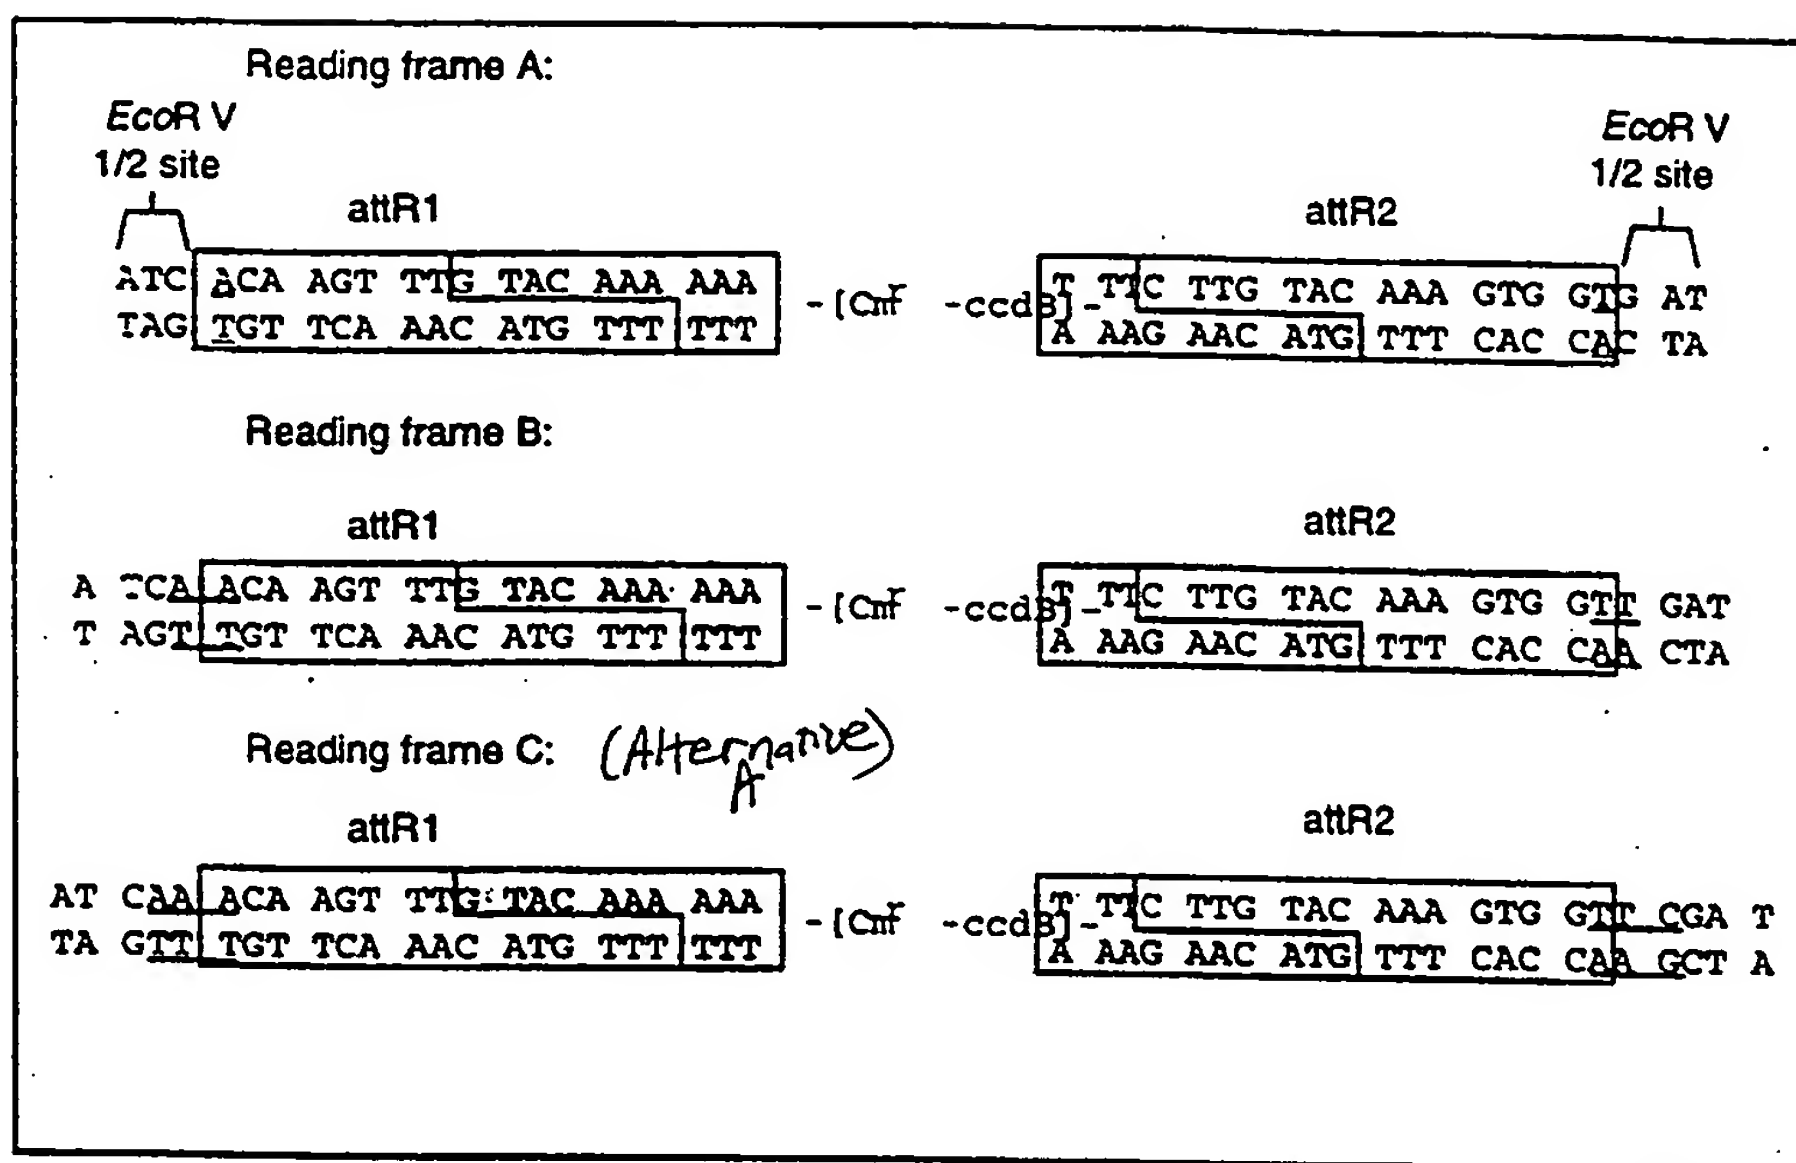 Reading frame A:
EcoR V EcoR V
1/2 site 1/2 site
attR1 attR2
ATC ACA AGT TTG TAC AAA AAA -[Cmr -ccdB]- T TTC TTG TAC AAA GTG GTG AT
TAG TGT TCA AAC ATG TTT TTT A AAG AAC ATG TTT CAC CAC TA
Reading frame B:
attR1 attR2
A TCA ACA AGT TTG TAC AAA AAA -[Cmr -ccdB]- T TTC TTG TAC AAA GTG GTT GAT
T AGT TGT TCA AAC ATG TTT TTT A AAG AAC ATG TTT CAC CAA CTA
Reading frame C: (Alternative)
A
attR1 attR2
AT CAA ACA AGT TTG TAC AAA AAA -[Cmr -ccdB]- T TTC TTG TAC AAA GTG GTT CGA T
TA GTT TGT TCA AAC ATG TTT TTT A AAG AAC ATG TTT CAC CAA GCT A